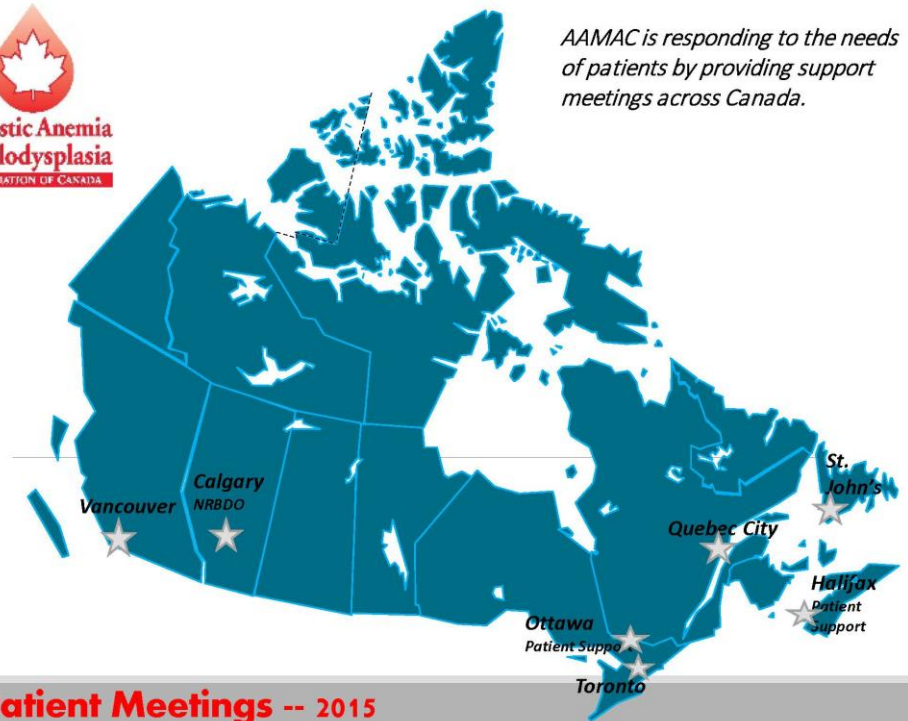 AAMAC is responding to the needs
of patients by providing support
meetings across Canada.
stic Anemia
lodysplasia
IATION OF CANADA
St.
John's
Calgary
NRBDO
Vancouver
Quebec City
Halifax
Patient
Support
Ottawa
Patient Suppo
Toronto
atient Meetings -- 2015